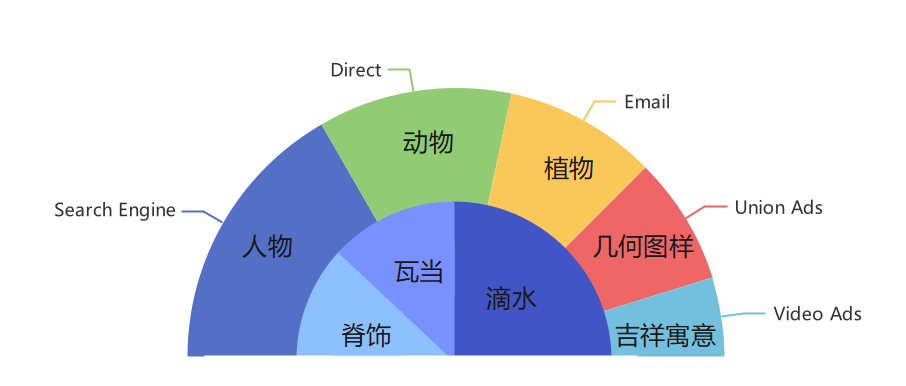 Direct
Email
动物
植物
Search Engine
Union Ads
人物
几何图样
瓦当
滴水
Video Ads
脊饰
吉祥寓意